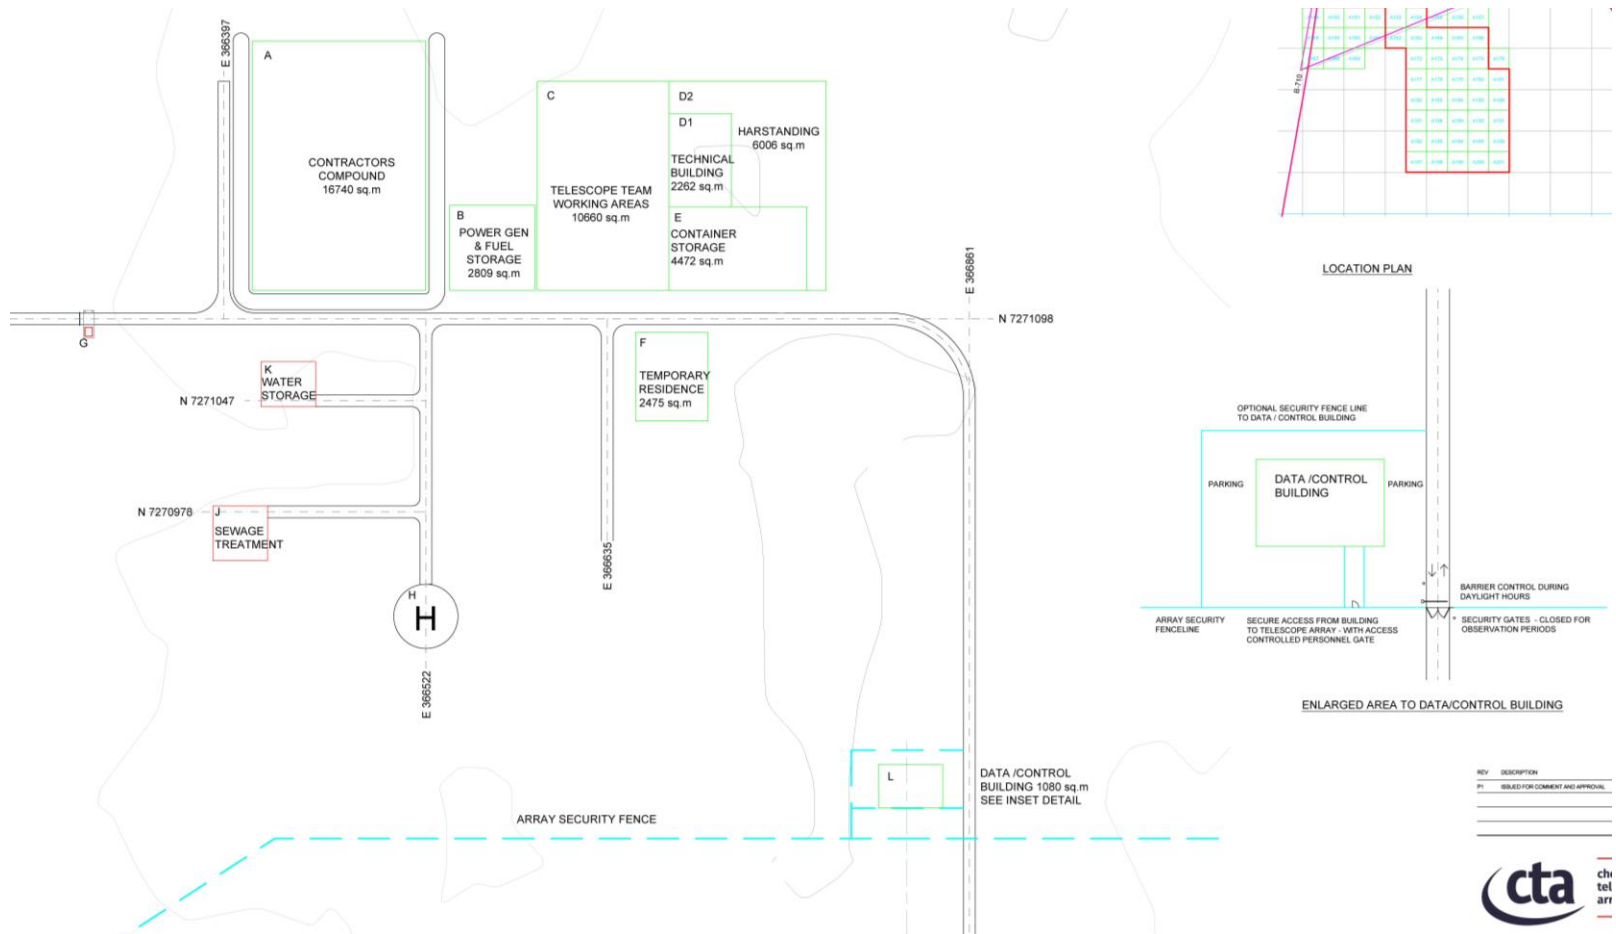 E 366397
A
CONTRACTORS
COMPOUND
16740 sq.m
B
POWER GEN
& FUEL
STORAGE
2809 sq.m
C
TELESCOPE TEAM
WORKING AREAS
10660 sq.m
D2
D1
TECHNICAL
BUILDING
2262 sq.m
HARSTANDING
6006 sq.m
E
CONTAINER
STORAGE
4472 sq.m
E 366861
N 7271098
G
K
WATER
STORAGE
N 7271047
F
TEMPORARY
RESIDENCE
2475 sq.m
N 7270978
J
SEWAGE
TREATMENT
E 366635
H
H
E 366522
L
DATA /CONTROL
BUILDING 1080 sq.m
SEE INSET DETAIL
ARRAY SECURITY FENCE
B-710
LOCATION PLAN
OPTIONAL SECURITY FENCE LINE
TO DATA / CONTROL BUILDING
PARKING
DATA /CONTROL
BUILDING
PARKING
BARRIER CONTROL DURING
DAYLIGHT HOURS
ARRAY SECURITY
FENCELINE
SECURE ACCESS FROM BUILDING
TO TELESCOPE ARRAY - WITH ACCESS
CONTROLLED PERSONNEL GATE
SECURITY GATES - CLOSED FOR
OBSERVATION PERIODS
ENLARGED AREA TO DATA/CONTROL BUILDING
REV DESCRIPTION
P1 ISSUED FOR COMMENT AND APPROVAL
cta
che
tel
arr